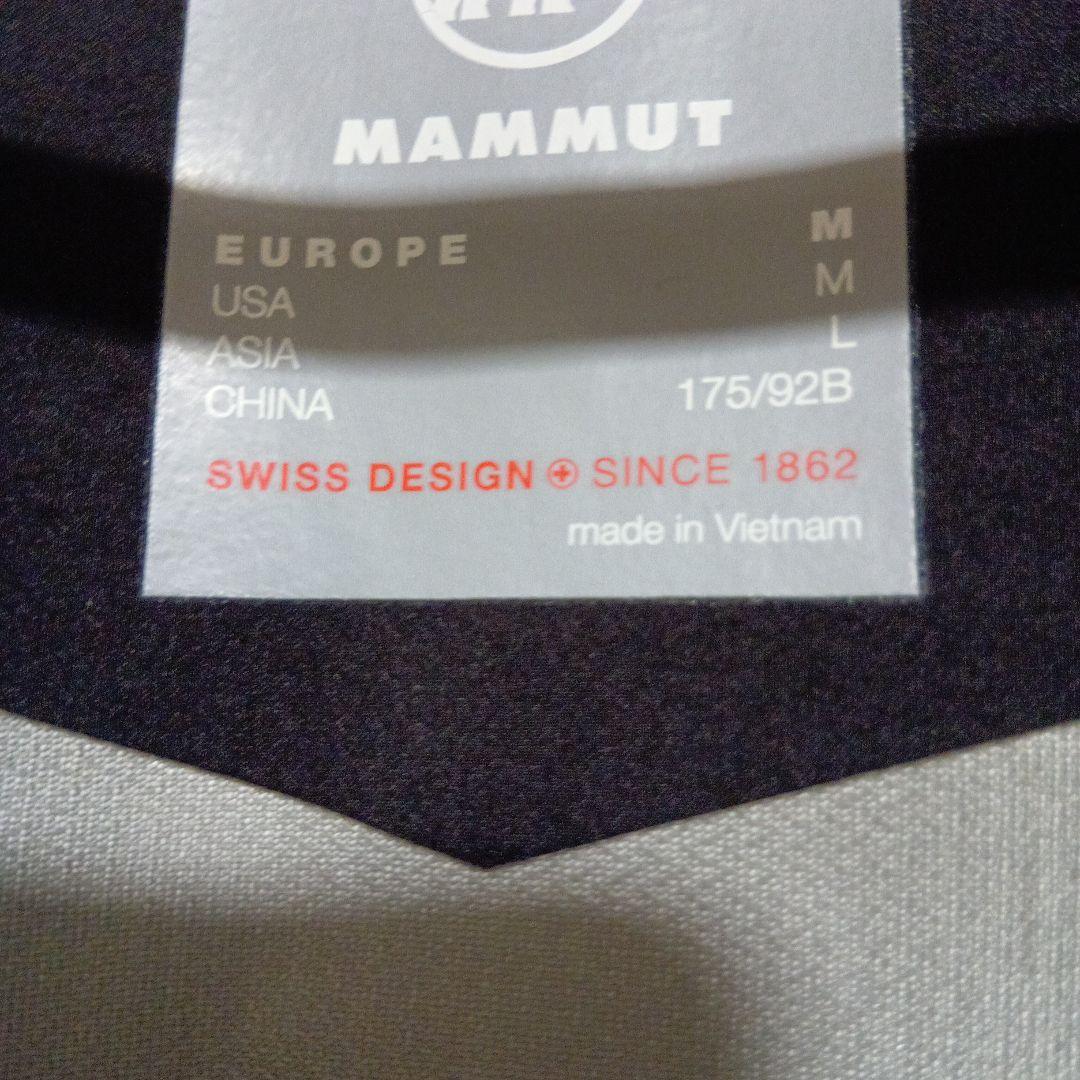 MAMMUT
EUROPE M
USA M
ASIA L
CHINA 175/92B
SWISS DESIGN SINCE 1862
made in Vietnam